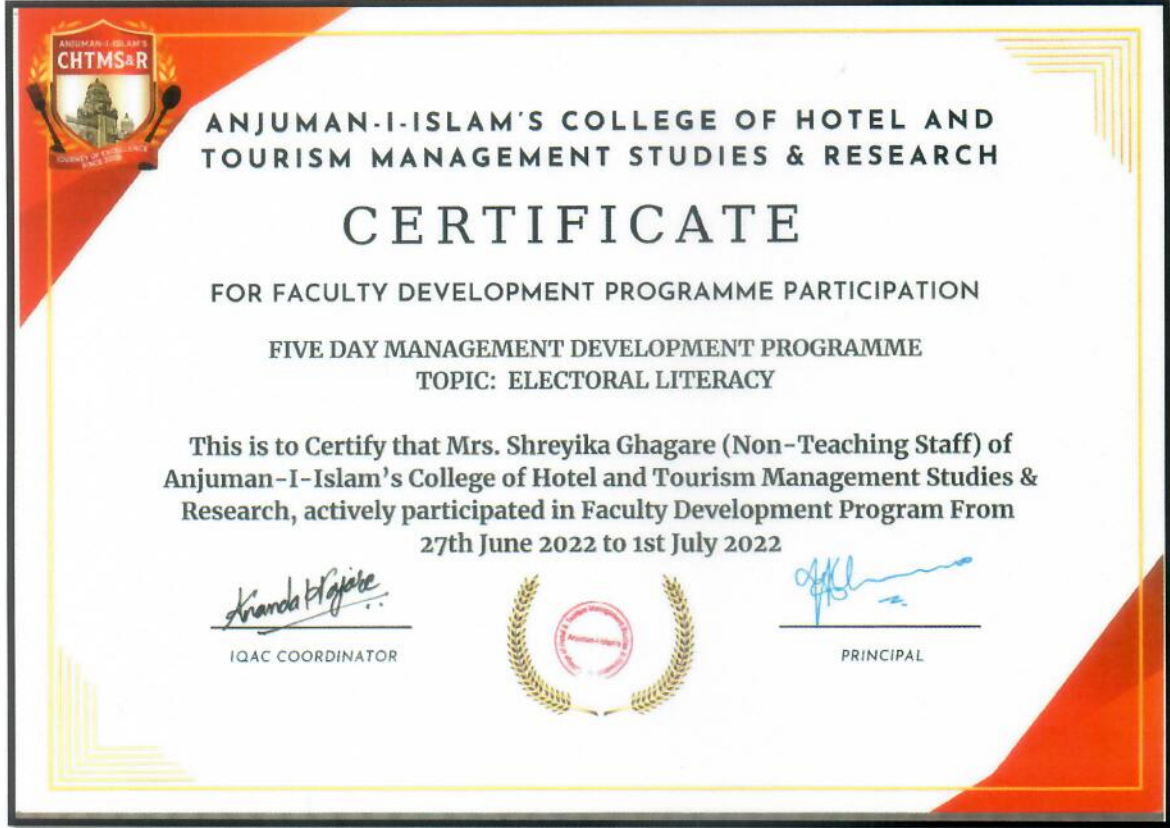 ANJUMAN-I-ISLAM'S
CHTMS&R
JOURNEY OF EXCELLENCE
ANJUMAN-I-ISLAM'S COLLEGE OF HOTEL AND
TOURISM MANAGEMENT STUDIES & RESEARCH
CERTIFICATE
FOR FACULTY DEVELOPMENT PROGRAMME PARTICIPATION
FIVE DAY MANAGEMENT DEVELOPMENT PROGRAMME
TOPIC: ELECTORAL LITERACY
This is to Certify that Mrs. Shreyika Ghagare (Non-Teaching Staff) of
Anjuman-I-Islam's College of Hotel and Tourism Management Studies &
Research, actively participated in Faculty Development Program From
27th June 2022 to 1st July 2022
IQAC COORDINATOR
PRINCIPAL